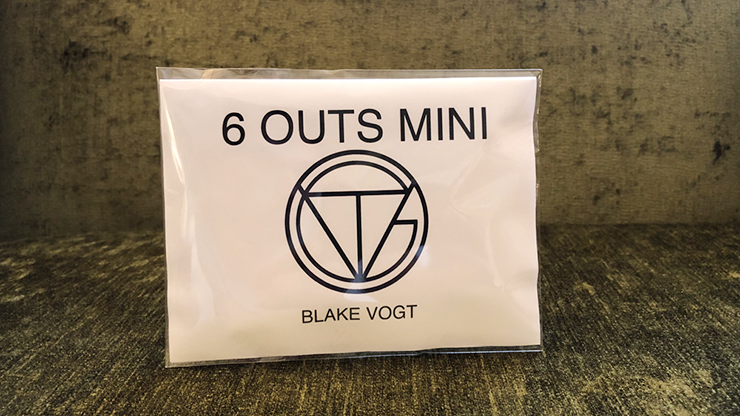 6 OUTS MINI
BLAKE VOGT